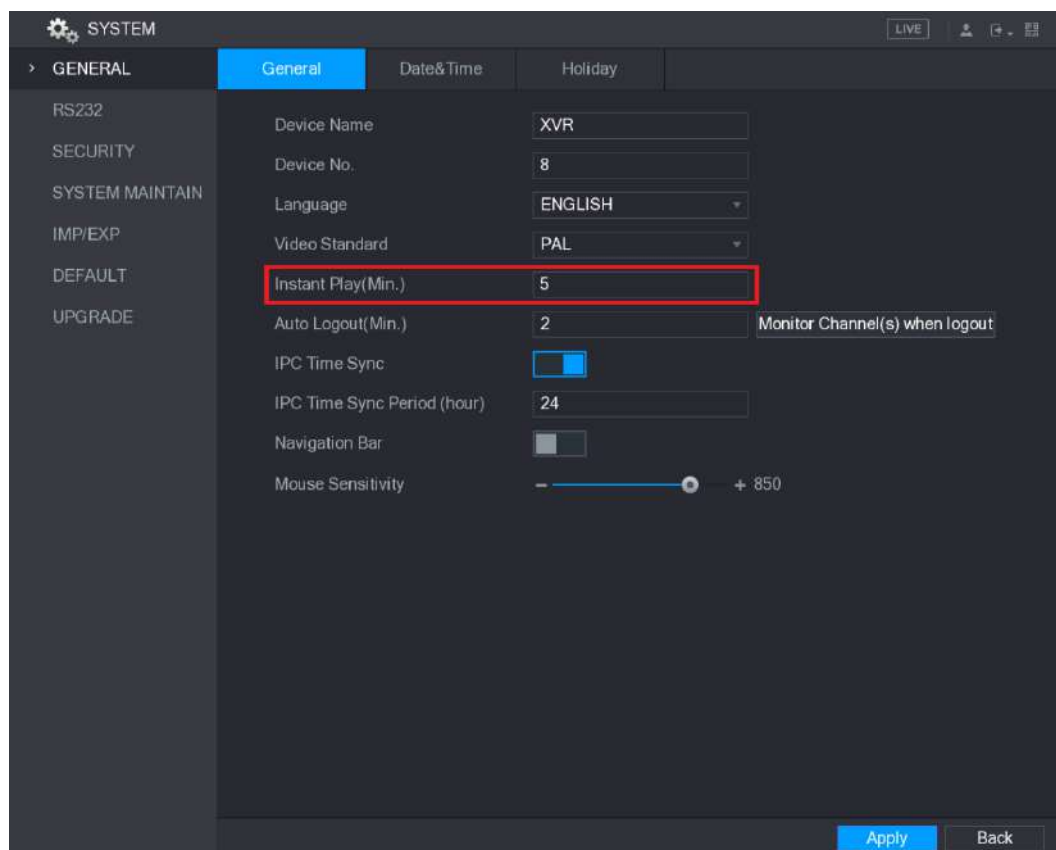 SYSTEM
LIVE
GENERAL
General Date&Time Holiday
RS232
SECURITY
SYSTEM MAINTAIN
IMP/EXP
DEFAULT
UPGRADE
Device Name XVR
Device No. 8
Language ENGLISH
Video Standard PAL
Instant Play(Min.) 5
Auto Logout(Min.) 2 Monitor Channel(s) when logout
IPC Time Sync
IPC Time Sync Period (hour) 24
Navigation Bar
Mouse Sensitivity - + 850
Apply Back